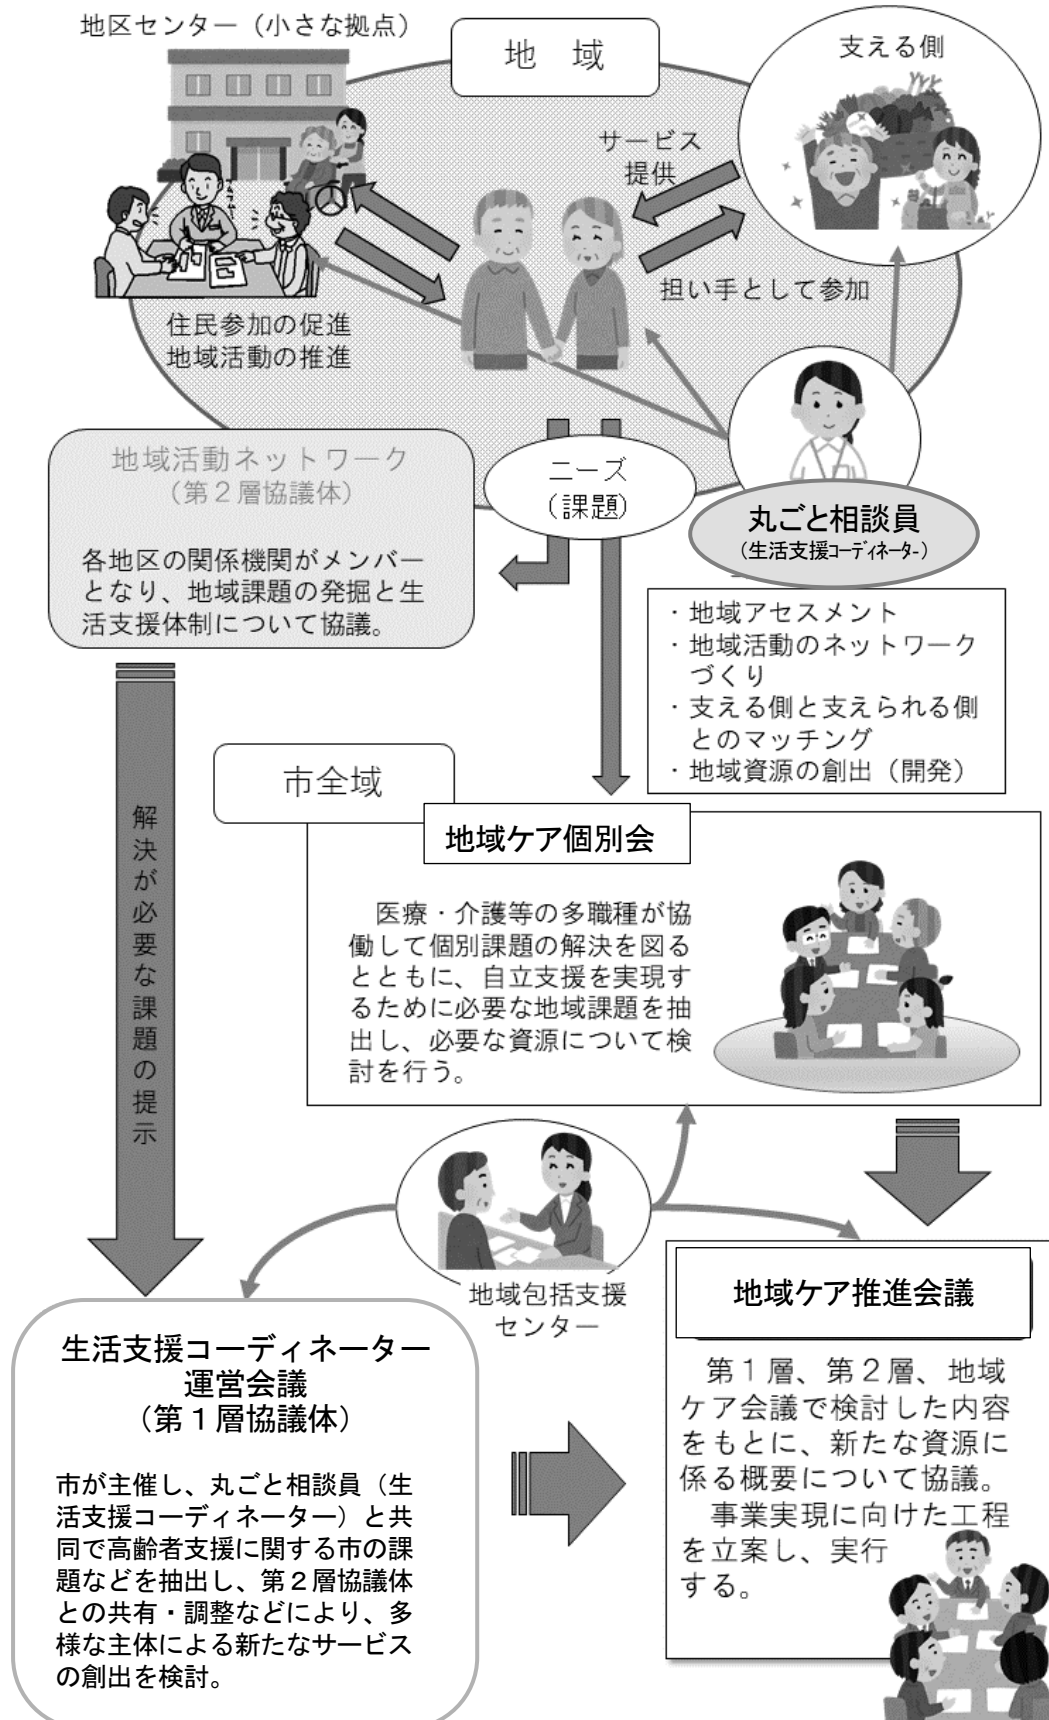 地区センター（小さな拠点）
地　域
支える側
サービス
提供
担い手として参加
住民参加の促進
地域活動の推進
地域活動ネットワーク
（第２層協議体）
各地区の関係機関がメンバー
となり、地域課題の発掘と生
活支援体制について協議。
ニーズ
（課題）
丸ごと相談員
（生活支援ｺｰﾃﾞｨﾈｰﾀｰ）
・地域アセスメント
・地域活動のネットワーク
づくり
・支える側と支えられる側
とのマッチング
・地域資源の創出（開発）
市全域
地域ケア個別会
医療・介護等の多職種が協
働して個別課題の解決を図る
とともに、自立支援を実現す
るために必要な地域課題を抽
出し、必要な資源について検
討を行う。
解決が必要な課題の提示
地域包括支援
センター
生活支援コーディネーター
運営会議
（第１層協議体）
市が主催し、丸ごと相談員（生
活支援コーディネーター）と共
同で高齢者支援に関する市の課
題などを抽出し、第２層協議体
との共有・調整などにより、多
様な主体による新たなサービス
の創出を検討。
地域ケア推進会議
第１層、第２層、地域
ケア会議で検討した内容
をもとに、新たな資源に
係る概要について協議。
事業実現に向けた工程
を立案し、実行
する。